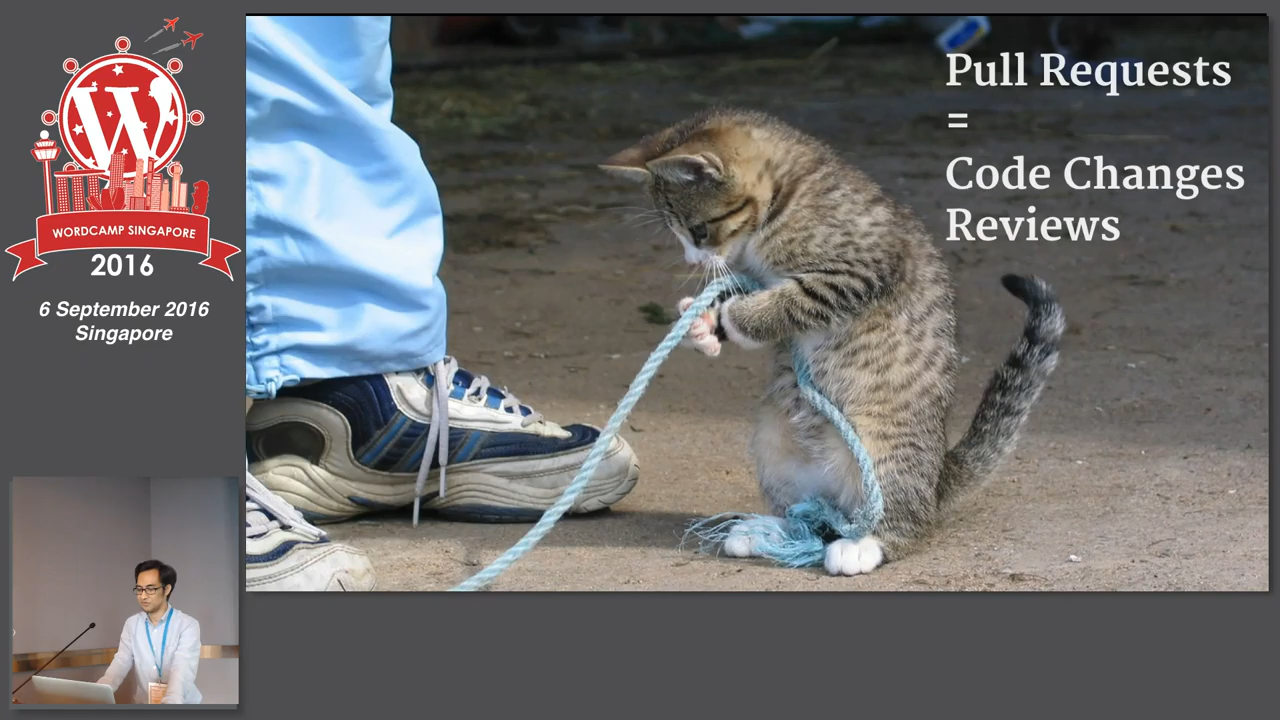 WORDCAMP SINGAPORE
2016
6 September 2016
Singapore
Pull Requests
=
Code Changes
Reviews